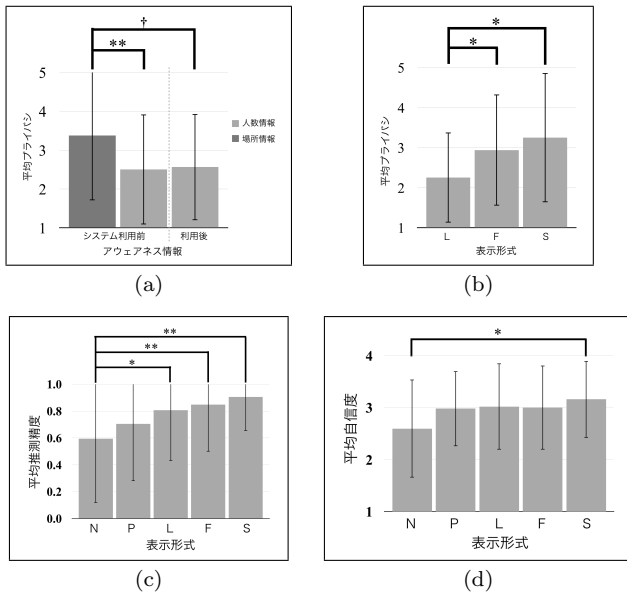 †
**
5
4
3
2
1
平均プライバシ
人数情報
場所情報
システム利用前 利用後
アウェアネス情報
(a)
*
*
5
4
3
2
1
平均プライバシ
L F S
表示形式
(b)
**
**
*
1.0
0.8
0.6
0.4
0.2
0.0
平均推測精度
N P L F S
表示形式
(c)
*
4
3
2
1
平均自信度
N P L F S
表示形式
(d)